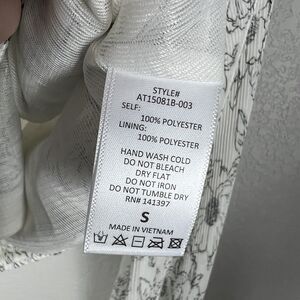 STYLE#
AT15081B-003
SELF:
100% POLYESTER
LINING:
100% POLYESTER
HAND WASH COLD
DO NOT BLEACH
DRY FLAT
DO NOT IRON
DO NOT TUMBLE DRY
RN# 141397
S
MADE IN VIETNAM